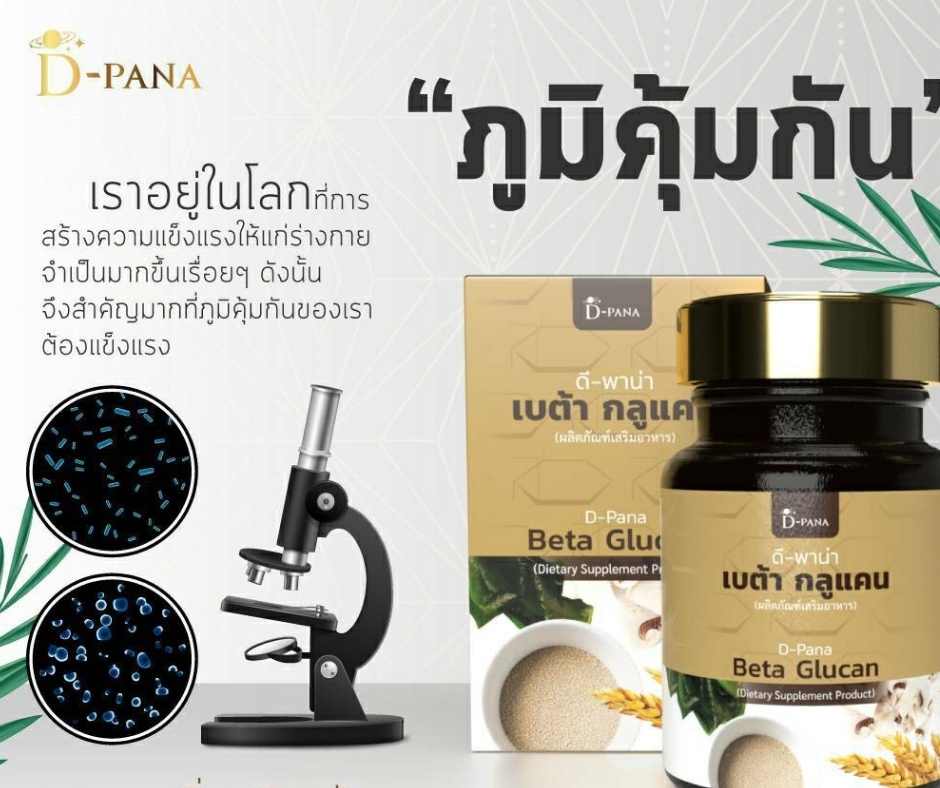 D-PANA
"ภูมิคุ้มกัน"
เราอยู่ในโลกที่การ
สร้างความแข็งแรงให้แก่ร่างกาย
จำเป็นมากขึ้นเรื่อยๆ ดังนั้น
จึงสำคัญมากที่ภูมิคุ้มกันของเรา
ต้องแข็งแรง
D-PANA
ดี-พาน่า
เบต้า กลูแค
(ผลิตภัณฑ์เสริมอาหาร)
D-Pana
Beta Gluc
(Dietary Supplement Pr
D-PANA
ดี-พาน่า
เบต้า กลูแคน
(ผลิตภัณฑ์เสริมอาหาร)
D-Pana
Beta Glucan
(Dietary Supplement Product)